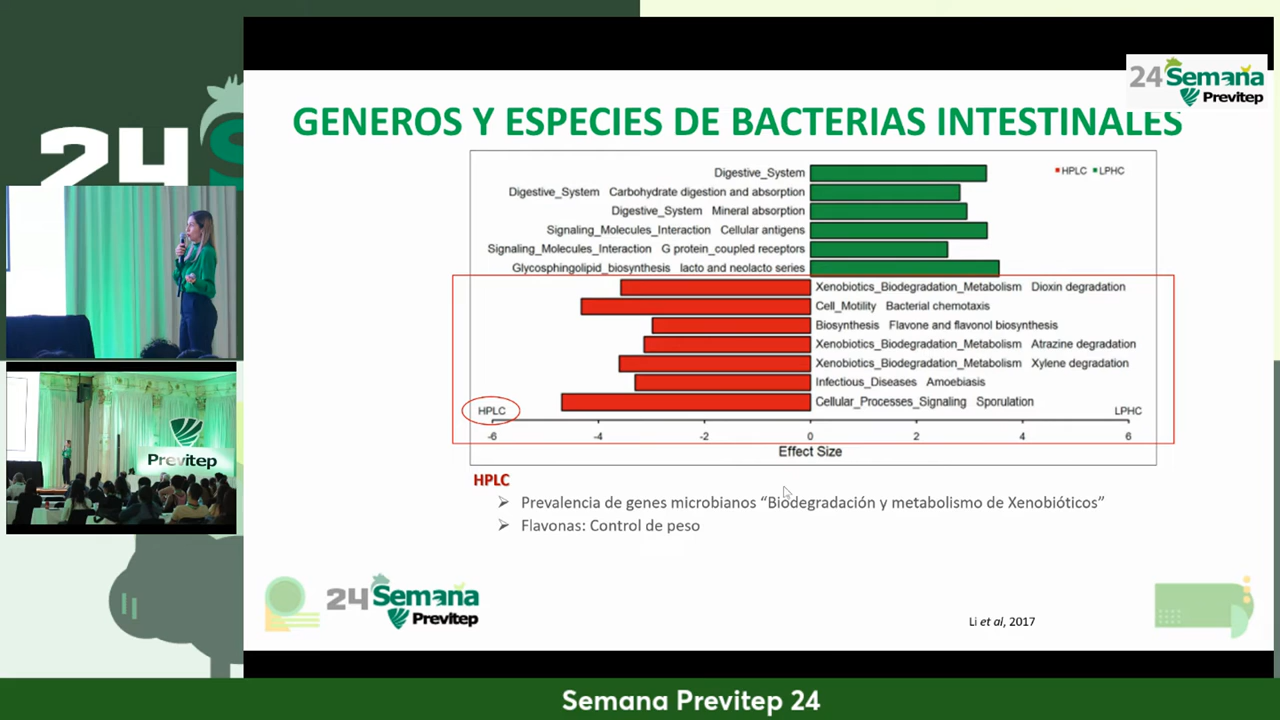 24
24 Semana
Previtep
GENEROS Y ESPECIES DE BACTERIAS INTESTINALES
HPLC LPHC
Digestive_System
Digestive_System Carbohydrate digestion and absorption
Digestive_System Mineral absorption
Signaling_Molecules_Interaction Cellular antigens
Signaling_Molecules_Interaction G protein_coupled receptors
Glycosphingolipid_biosynthesis lacto and neolacto series
Xenobiotics_Biodegradation_Metabolism Dioxin degradation
Cell_Motility Bacterial chemotaxis
Biosynthesis Flavone and flavonol biosynthesis
Xenobiotics_Biodegradation_Metabolism Atrazine degradation
Xenobiotics_Biodegradation_Metabolism Xylene degradation
Infectious_Diseases Amoebiasis
Cellular_Processes_Signaling Sporulation
HPLC LPHC
-6 -4 -2 0 2 4 6
Effect Size
HPLC
Prevalencia de genes microbianos “Biodegradación y metabolismo de Xenobióticos”
Flavonas: Control de peso
Previtep
24 Semana
Previtep
Li et al, 2017
Semana Previtep 24